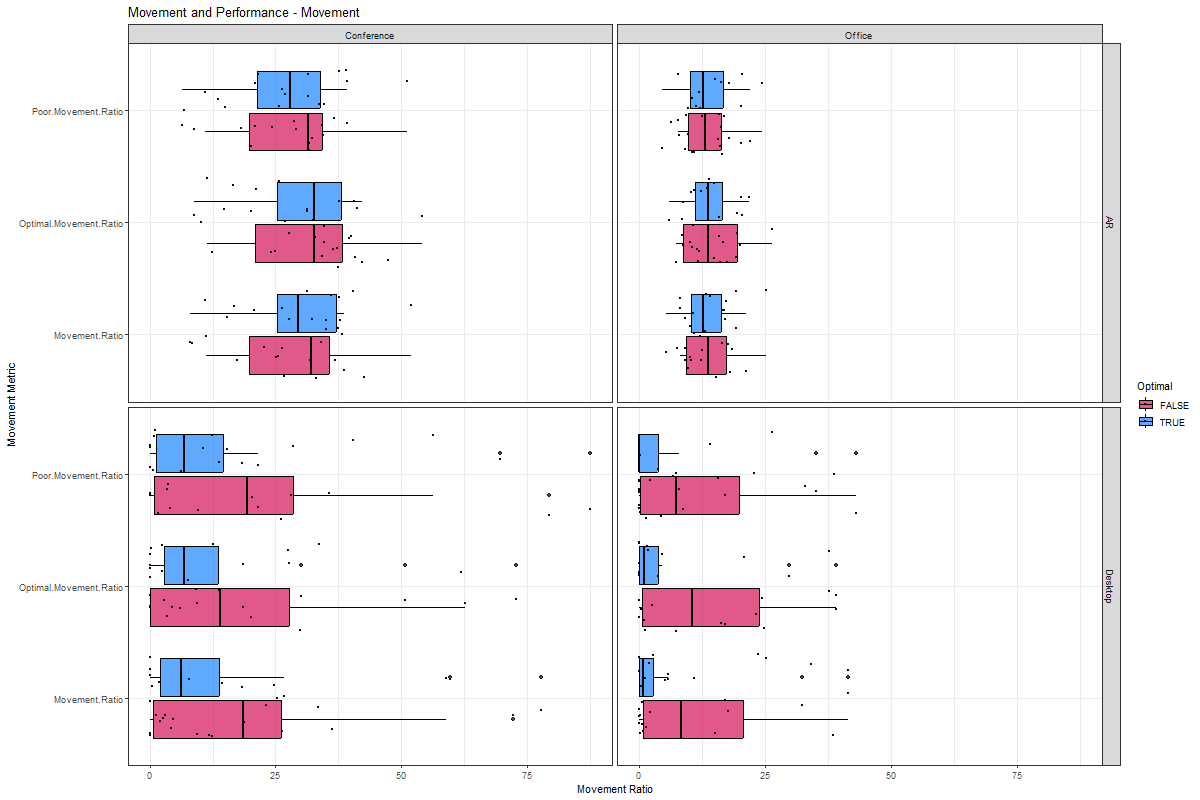 Movement and Performance - Movement
Conference
Office
Poor.Movement.Ratio
Optimal.Movement.Ratio
Movement.Ratio
AR
Movement Metric
Optimal
FALSE
TRUE
Poor.Movement.Ratio
Optimal.Movement.Ratio
Movement.Ratio
Desktop
0 25 50 75
0 25 50 75
Movement Ratio